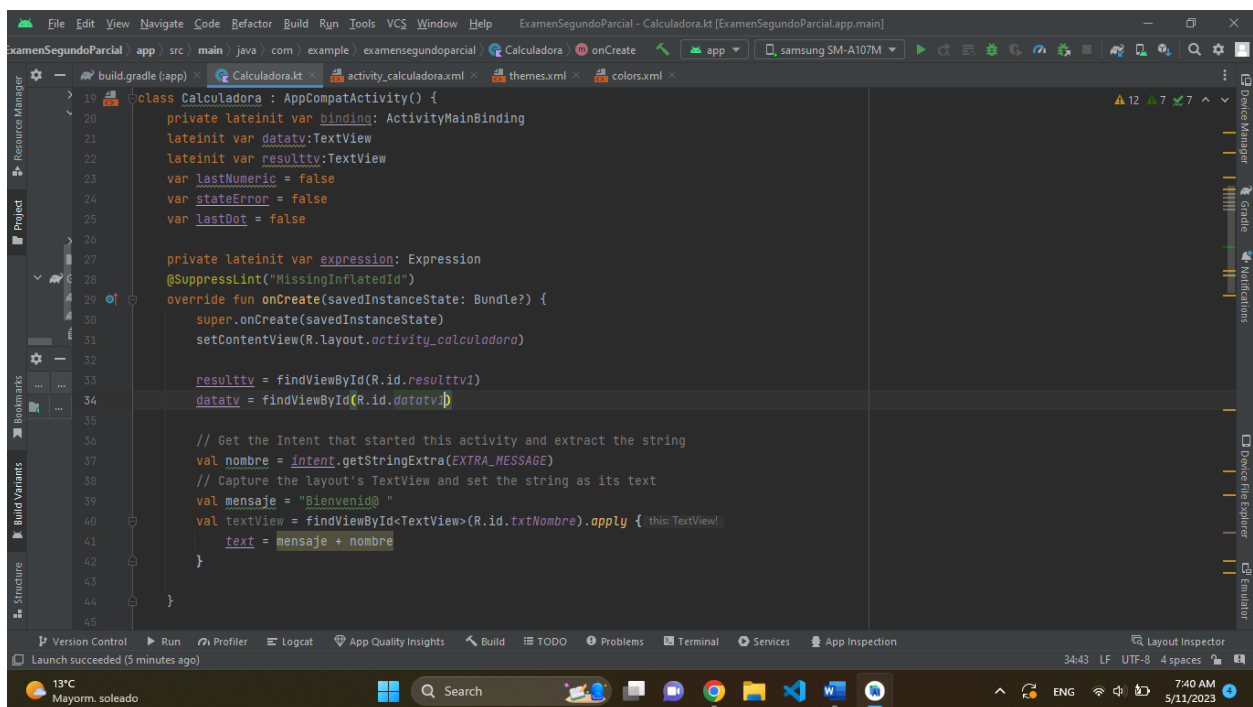 File Edit View Navigate Code Refactor Build Run Tools VCS Window Help ExamenSegundoParcial - Calculadora.kt [ExamenSegundoParcial.app.main]
ExamenSegundoParcial app src main java com example examensegundoparcial Calculadora onCreate app samsung SM-A107M
build.gradle (:app) Calculadora.kt activity_calculadora.xml themes.xml colors.xml
12 7 7
19 class Calculadora : AppCompatActivity() {
20 private lateinit var binding: ActivityMainBinding
21 lateinit var datatv:TextView
22 lateinit var resulttv:TextView
23 var lastNumeric = false
24 var stateError = false
25 var lastDot = false
26
27 private lateinit var expression: Expression
28 @SuppressLint("MissingInflatedId")
29 override fun onCreate(savedInstanceState: Bundle?) {
30 super.onCreate(savedInstanceState)
31 setContentView(R.layout.activity_calculadora)
32
33 resulttv = findViewById(R.id.resulttv1)
34 datatv = findViewById(R.id.datatv1)
35
36 // Get the Intent that started this activity and extract the string
37 val nombre = intent.getStringExtra(EXTRA_MESSAGE)
38 // Capture the layout's TextView and set the string as its text
39 val mensaje = "Bienvenid@ "
40 val textView = findViewById<TextView>(R.id.txtNombre).apply { this: TextView!
41 text = mensaje + nombre
42 }
43
44 }
45
Resource Manager
Project
Bookmarks
Build Variants
Structure
Device Manager
Gradle
Notifications
Device File Explorer
Emulator
Version Control Run Profiler Logcat App Quality Insights Build TODO Problems Terminal Services App Inspection Layout Inspector
Launch succeeded (5 minutes ago) 34:43 LF UTF-8 4 spaces
13°C
Mayorm. soleado
Search
ENG
7:40 AM
5/11/2023
4